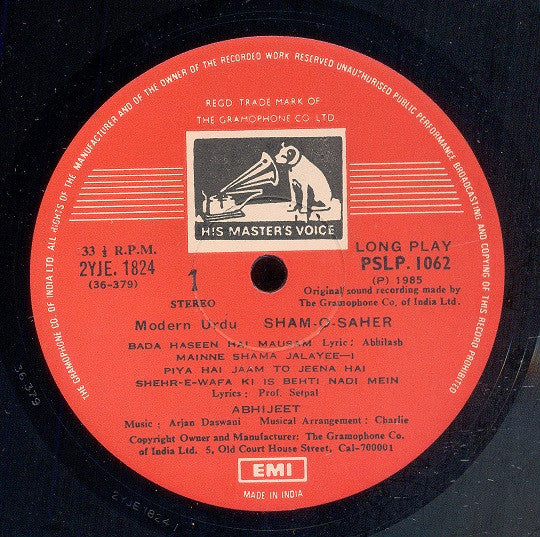 THE GRAMOPHONE CO. OF INDIA LTD. ALL RIGHTS OF THE MANUFACTURER AND OF THE OWNER OF THE RECORDED WORK RESERVED UNAUTHORISED PUBLIC PERFORMANCE BROADCASTING AND COPYING OF THIS RECORD PROHIBITED
REGD. TRADE MARK OF
THE GRAMOPHONE CO. LTD.
HIS MASTER'S VOICE
33 ⅓ R.P.M.
2YJE. 1824
(36-379)
1
STEREO
LONG PLAY
PSLP. 1062
(P) 1985
Original sound recording made by
The Gramophone Co. of India Ltd.
Modern Urdu SHAM-O-SAHER
BADA HASEEN HAI MAUSAM Lyric: Abhilash
MAINNE SHAMA JALAYEE—I
PIYA HAI JAAM TO JEENA HAI
SHEHR-E-WAFA KI IS BEHTI NADI MEIN
Lyrics: Prof. Setpal
ABHIJEET
Music: Arjan Daswani Musical Arrangement: Charlie
Copyright Owner and Manufacturer: The Gramophone Co.
of India Ltd. 5, Old Court House Street, Cal-700001
EMI
MADE IN INDIA
36-379
2YJE 1824 1